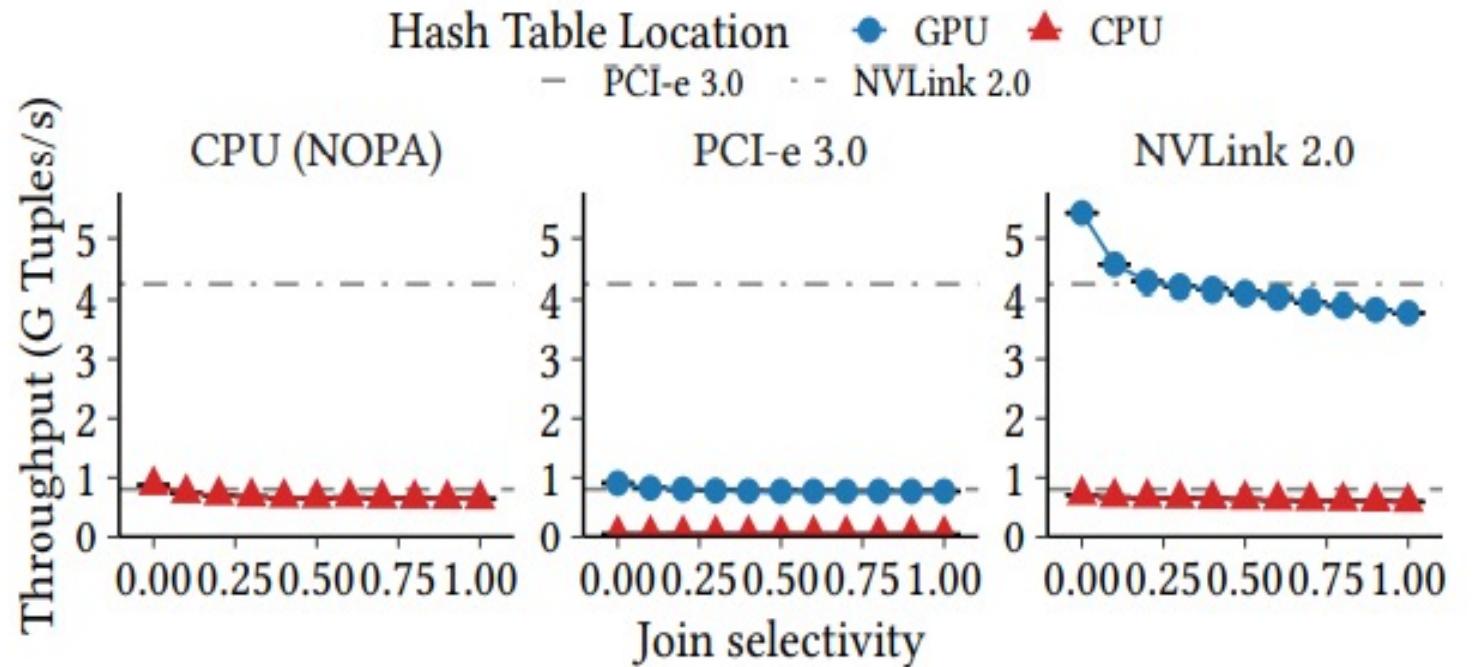 Hash Table Location GPU CPU
PCI-e 3.0 NVLink 2.0
Throughput (G Tuples/s)
CPU (NOPA) PCI-e 3.0 NVLink 2.0
5 5 5
4 4 4
3 3 3
2 2 2
1 1 1
0 0 0
0.00 0.25 0.50 0.75 1.00 0.00 0.25 0.50 0.75 1.00 0.00 0.25 0.50 0.75 1.00
Join selectivity